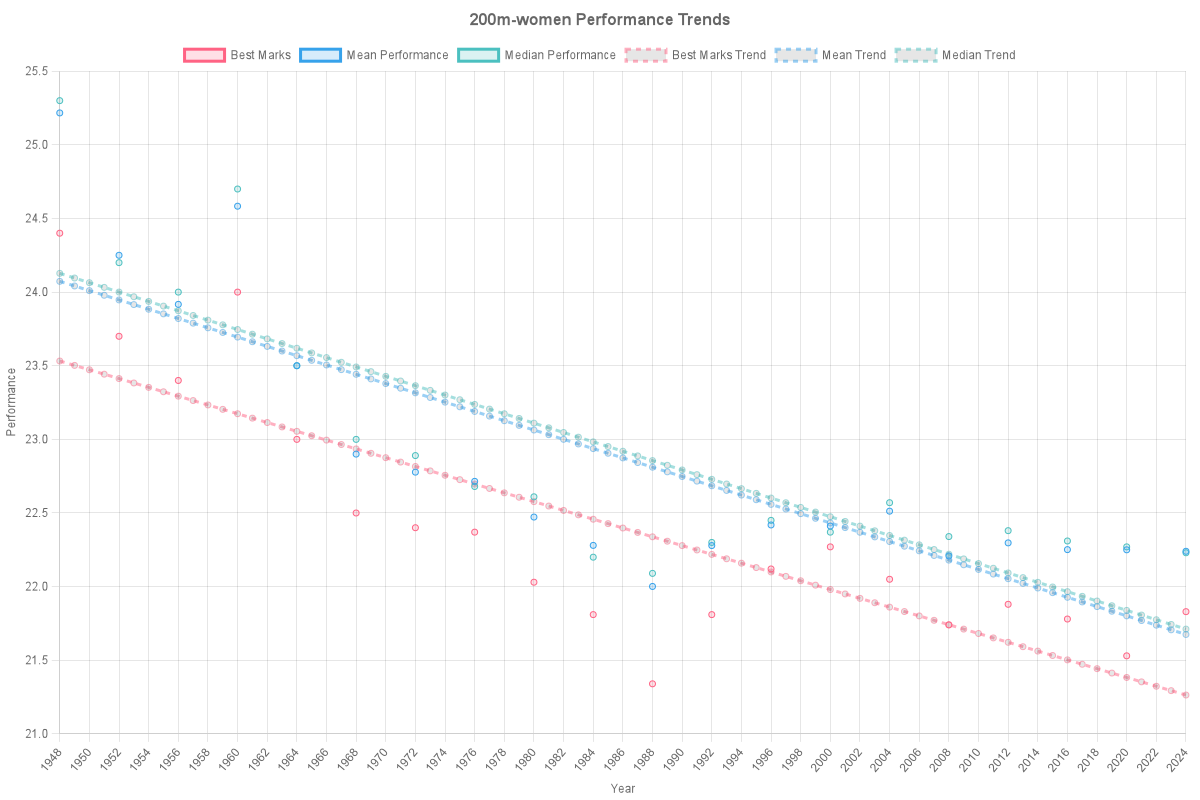 200m-women Performance Trends
Best Marks Mean Performance Median Performance Best Marks Trend Mean Trend Median Trend
25.5
25.0
24.5
24.0
23.5
23.0
22.5
22.0
21.5
21.0
Performance
1948 1950 1952 1954 1956 1958 1960 1962 1964 1966 1968 1970 1972 1974 1976 1978 1980 1982 1984 1986 1988 1990 1992 1994 1996 1998 2000 2002 2004 2006 2008 2010 2012 2014 2016 2018 2020 2022 2024
Year